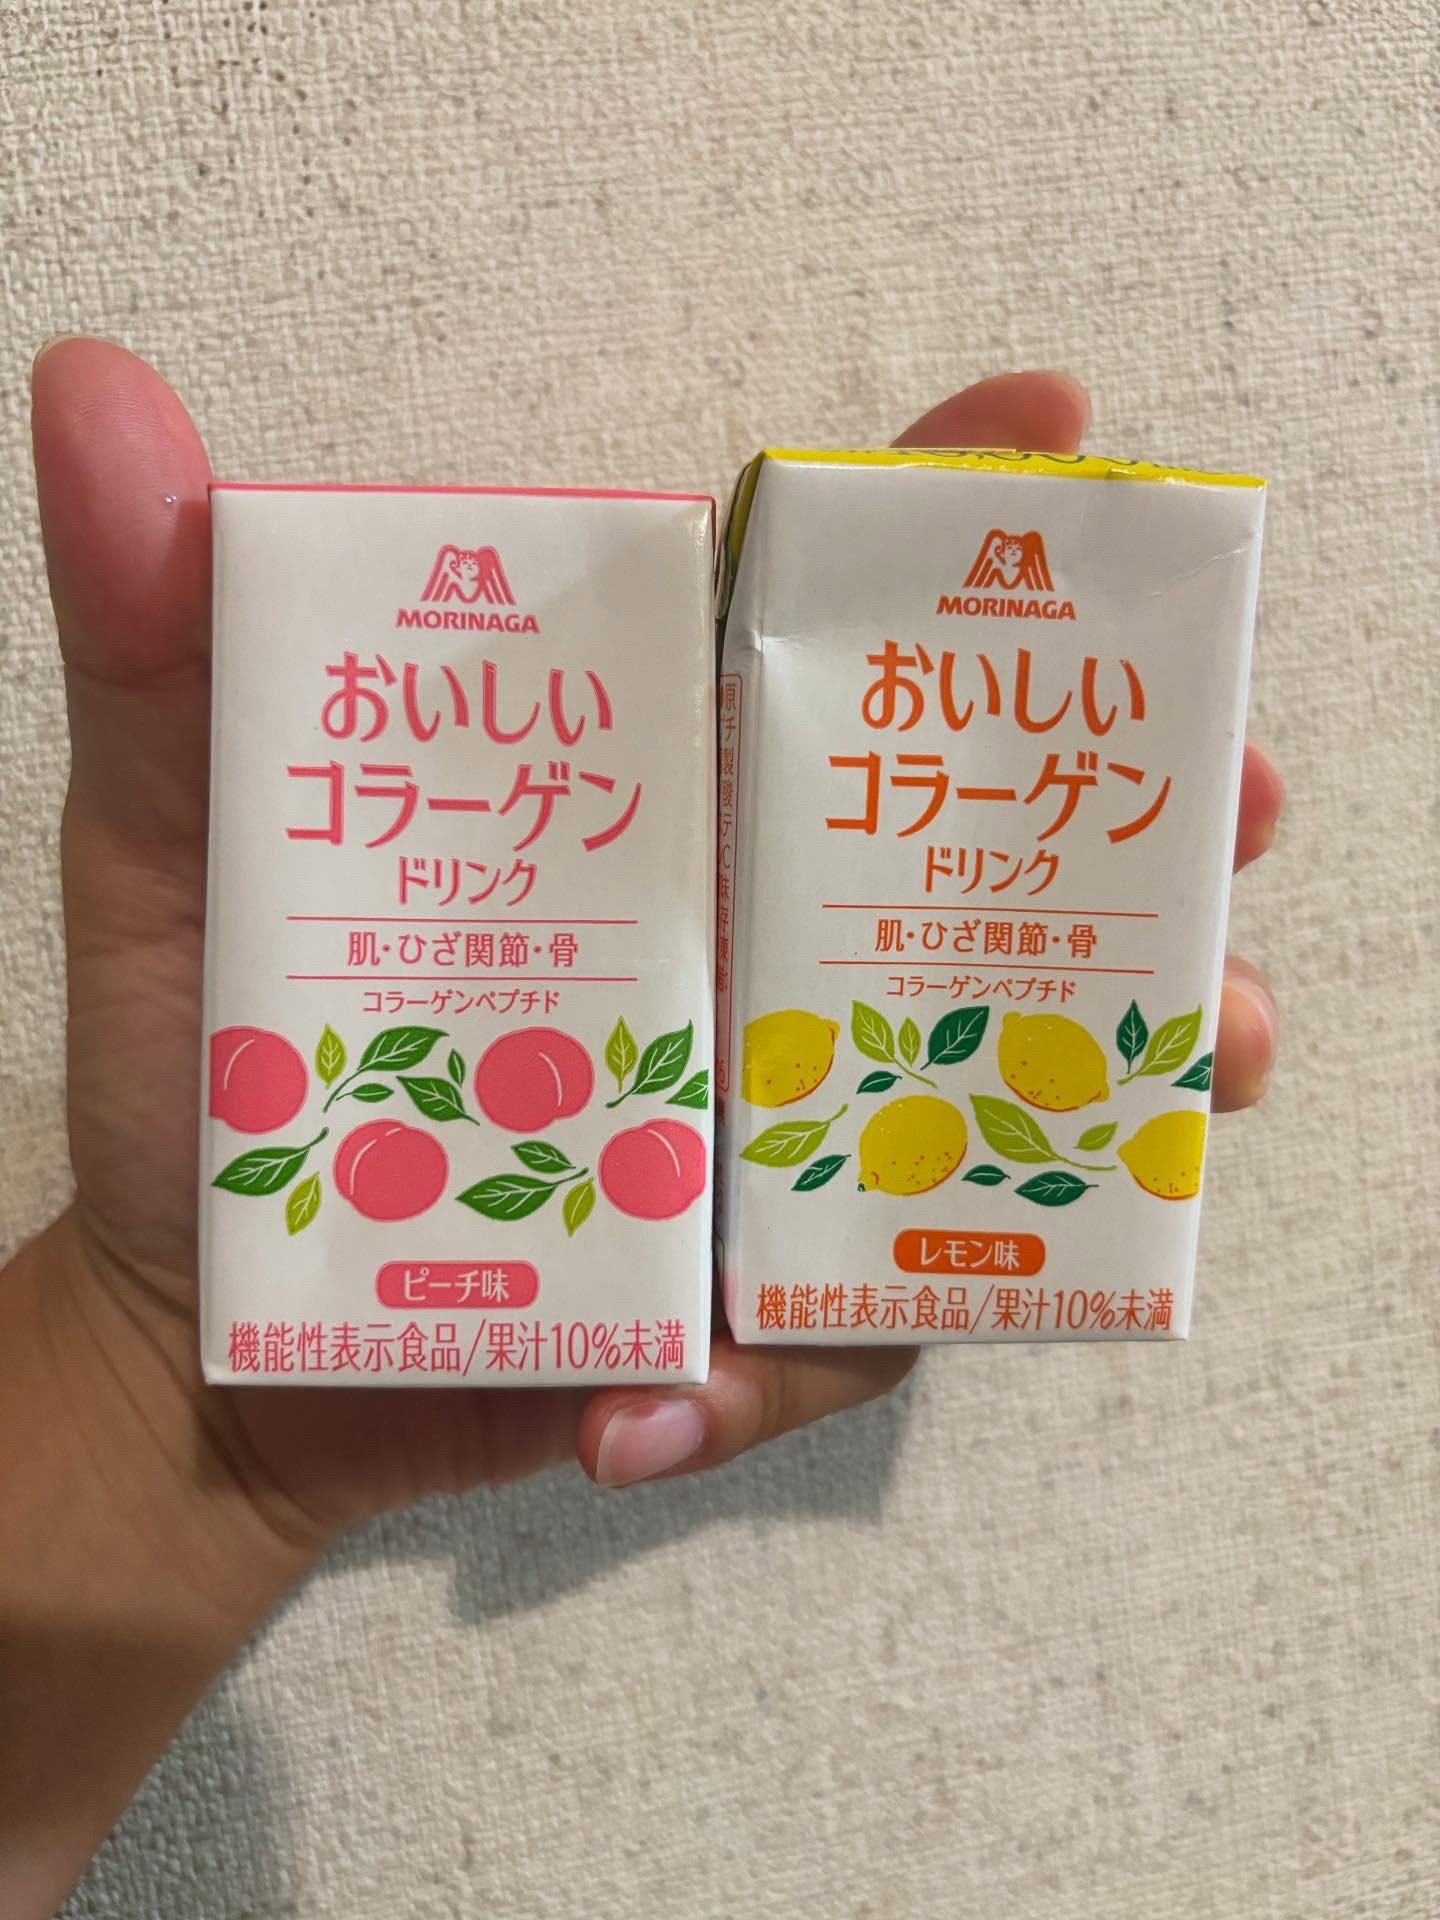 MORINAGA
おいしい
コラーゲン
ドリンク
肌・ひざ関節・骨
コラーゲンペプチド
ピーチ味
機能性表示食品/果汁10%未満
MORINAGA
おいしい
コラーゲン
ドリンク
肌・ひざ関節・骨
コラーゲンペプチド
レモン味
機能性表示食品/果汁10%未満